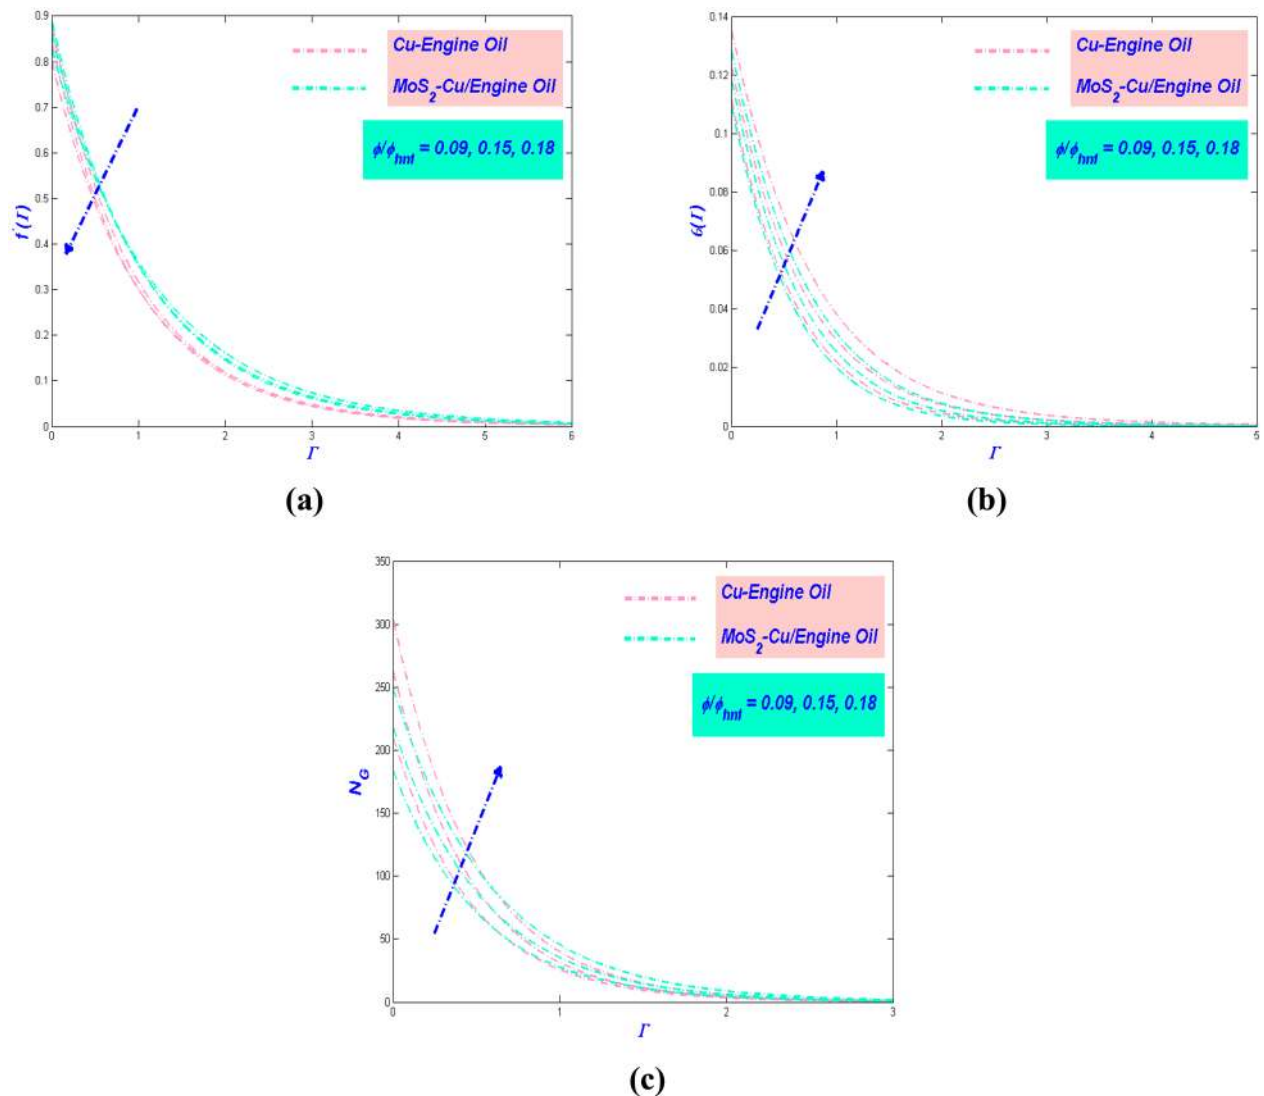 0.9
0.8
0.7
0.6
0.5
0.4
0.3
0.2
0.1
0
f'(Γ)
Cu-Engine Oil
MoS2-Cu/Engine Oil
ϕ/ϕhnf = 0.09, 0.15, 0.18
0 1 2 3 4 5 6
Γ
(a)
0.14
0.12
0.1
0.08
0.06
0.04
0.02
0
θ(Γ)
Cu-Engine Oil
MoS2-Cu/Engine Oil
ϕ/ϕhnf = 0.09, 0.15, 0.18
0 1 2 3 4 5
Γ
(b)
350
300
250
200
150
100
50
0
NG
Cu-Engine Oil
MoS2-Cu/Engine Oil
ϕ/ϕhnf = 0.09, 0.15, 0.18
0 1 2 3
Γ
(c)